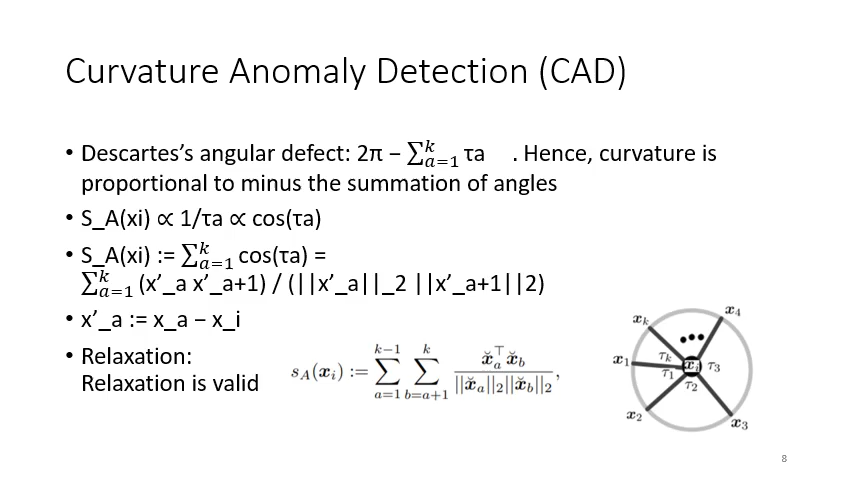 Curvature Anomaly Detection (CAD)
• Descartes’s angular defect: 2π − ∑_{a=1}^{k} τa . Hence, curvature is
proportional to minus the summation of angles
• S_A(xi) ∝ 1/τa ∝ cos(τa)
• S_A(xi) := ∑_{a=1}^{k} cos(τa) =
∑_{a=1}^{k} (x’_a x’_a+1) / (||x’_a||_2 ||x’_a+1||2)
• x’_a := x_a − x_i
• Relaxation:
Relaxation is valid
s_A(x_i) := ∑_{a=1}^{k−1} ∑_{b=a+1}^{k} x̆_a^⊤ x̆_b / ||x̆_a||_2 ||x̆_b||_2 ,
x_k x_4
x_1 τ_k x_i τ_3
τ_1
τ_2
x_2 x_3
8